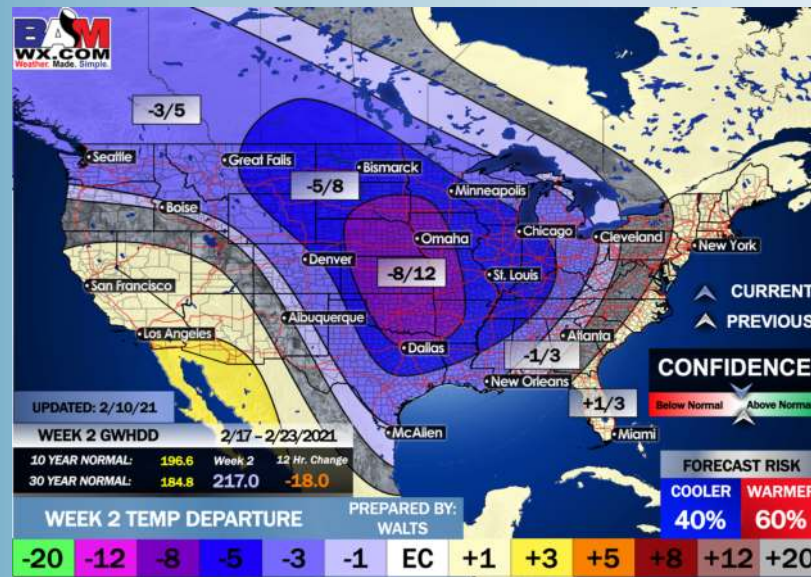 BAM
WX.COM
Weather. Made. Simple.
-3/5
Seattle
Great Falls
Bismarck
-5/8
Minneapolis
Boise
Omaha
Chicago
Cleveland
New York
Denver
-8/12
St. Louis
San Francisco
CURRENT
Albuquerque
PREVIOUS
Los Angeles
Dallas
Atlanta
-1/3
New Orleans
CONFIDENCE
Below Normal
Above Normal
+1/3
McAllen
Miami
UPDATED: 2/10/21
WEEK 2 GWHDD 2/17 – 2/23/2021
10 YEAR NORMAL: 196.6 Week 2 12 Hr. Change
30 YEAR NORMAL: 184.8 217.0 -18.0
FORECAST RISK
COOLER WARMER
40% 60%
WEEK 2 TEMP DEPARTURE
PREPARED BY:
WALTS
-20 -12 -8 -5 -3 -1 EC +1 +3 +5 +8 +12 +20